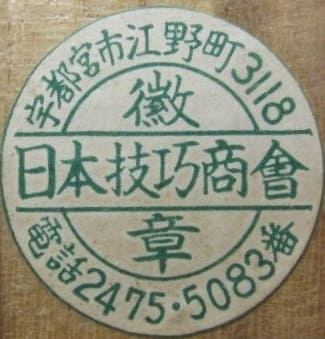 宇都宮市江野町3118
徽
日本技巧商會
章
電話2475·5083番